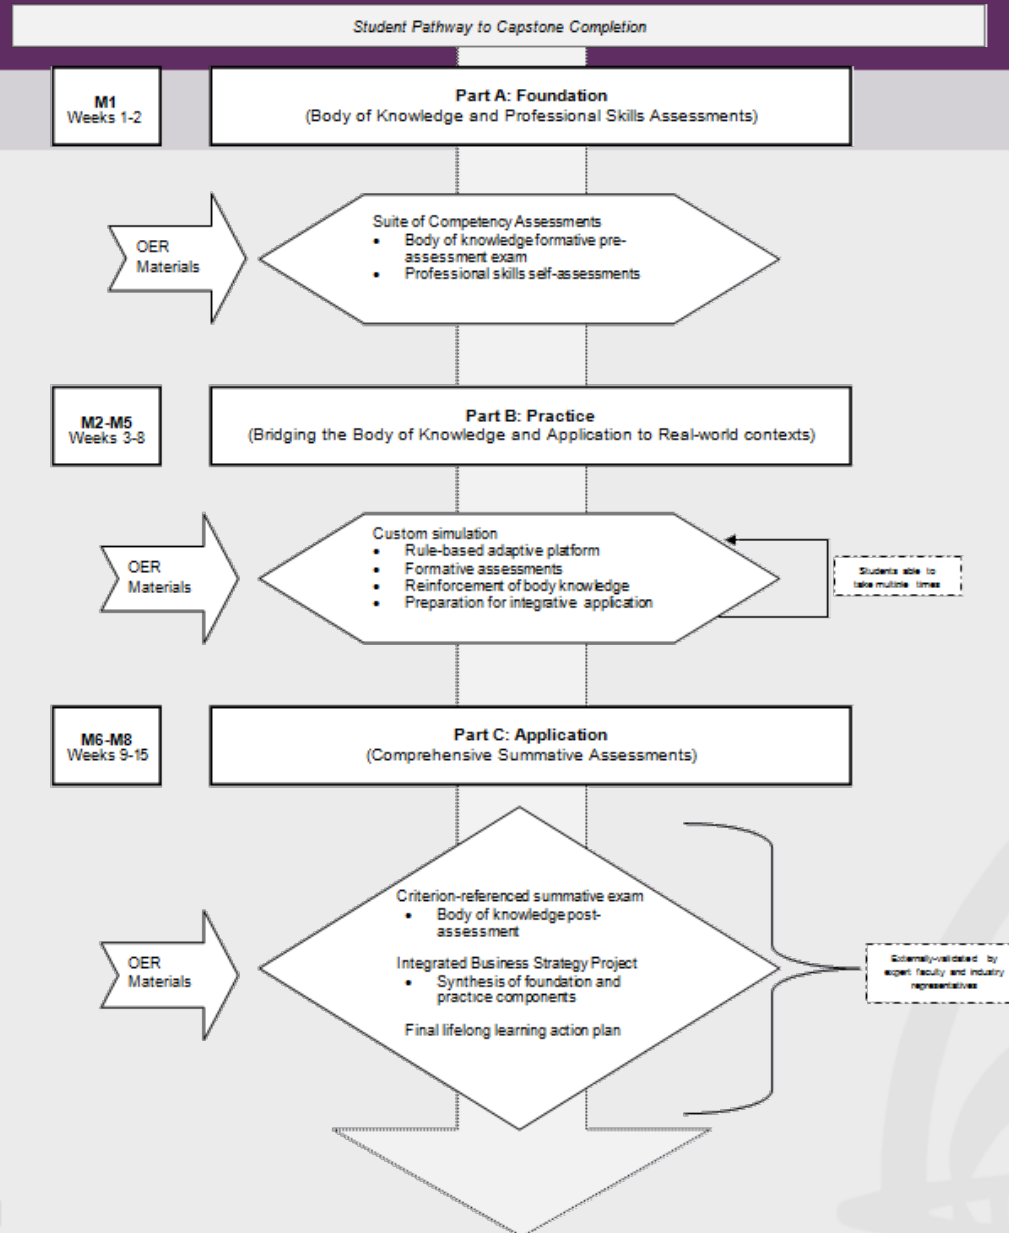 Student Pathway to Capstone Completion
M1
Weeks 1-2
Part A: Foundation
(Body of Knowledge and Professional Skills Assessments)
OER
Materials
Suite of Competency Assessments
• Body of knowledge formative pre-
assessment exam
• Professional skills self-assessments
M2-M5
Weeks 3-8
Part B: Practice
(Bridging the Body of Knowledge and Application to Real-world contexts)
OER
Materials
Custom simulation
• Rule-based adaptive platform
• Formative assessments
• Reinforcement of body knowledge
• Preparation for integrative application
Students able to
take multiple times
M6-M8
Weeks 9-15
Part C: Application
(Comprehensive Summative Assessments)
OER
Materials
Criterion-referenced summative exam
• Body of knowledge post-
assessment
Integrated Business Strategy Project
• Synthesis of foundation and
practice components
Final lifelong learning action plan
Externally-validated by
expert faculty and industry
representatives